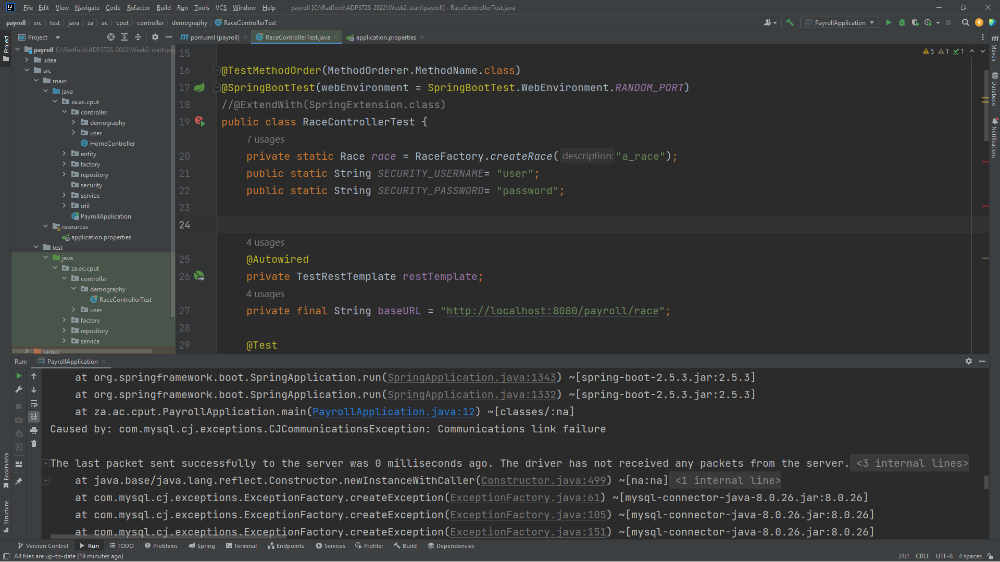 File Edit View Navigate Code Refactor Build Run Tools VCS Window Help payroll [C:\Radford\ADP372S-2022\Week2-start\payroll] - RaceControllerTest.java
payroll src test java za ac cput controller demography RaceControllerTest
PayrollApplication
Project
pom.xml (payroll) RaceControllerTest.java application.properties
payroll C:\Radford\ADP372S-2022\Week2-start\pay
.idea
src
main
java
za.ac.cput
controller
demography
user
HomeController
entity
factory
repository
security
service
util
PayrollApplication
resources
application.properties
test
java
za.ac.cput
controller
demography
RaceControllerTest
user
factory
repository
service
target
5 1 1
15
16 @TestMethodOrder(MethodOrderer.MethodName.class)
17 @SpringBootTest(webEnvironment = SpringBootTest.WebEnvironment.RANDOM_PORT)
18 //@ExtendWith(SpringExtension.class)
19 public class RaceControllerTest {
7 usages
20 private static Race race = RaceFactory.createRace( description: "a_race");
21 public static String SECURITY_USERNAME= "user";
22 public static String SECURITY_PASSWORD= "password";
23
24
4 usages
25 @Autowired
26 private TestRestTemplate restTemplate;
4 usages
27 private final String baseURL = "http://localhost:8080/payroll/race";
28
29 @Test
Project
Bookmarks
Structure
Maven
Database
Notifications
Run: PayrollApplication
at org.springframework.boot.SpringApplication.run(SpringApplication.java:1343) ~[spring-boot-2.5.3.jar:2.5.3]
at org.springframework.boot.SpringApplication.run(SpringApplication.java:1332) ~[spring-boot-2.5.3.jar:2.5.3]
at za.ac.cput.PayrollApplication.main(PayrollApplication.java:12) ~[classes/:na]
Caused by: com.mysql.cj.exceptions.CJCommunicationsException: Communications link failure
The last packet sent successfully to the server was 0 milliseconds ago. The driver has not received any packets from the server. <3 internal lines>
at java.base/java.lang.reflect.Constructor.newInstanceWithCaller(Constructor.java:499) ~[na:na] <1 internal line>
at com.mysql.cj.exceptions.ExceptionFactory.createException(ExceptionFactory.java:61) ~[mysql-connector-java-8.0.26.jar:8.0.26]
at com.mysql.cj.exceptions.ExceptionFactory.createException(ExceptionFactory.java:105) ~[mysql-connector-java-8.0.26.jar:8.0.26]
at com.mysql.cj.exceptions.ExceptionFactory.createException(ExceptionFactory.java:151) ~[mysql-connector-java-8.0.26.jar:8.0.26]
Version Control Run TODO Problems Spring Terminal Endpoints Services Profiler Build Dependencies
All files are up-to-date (19 minutes ago) 24:1 CRLF UTF-8 4 spaces